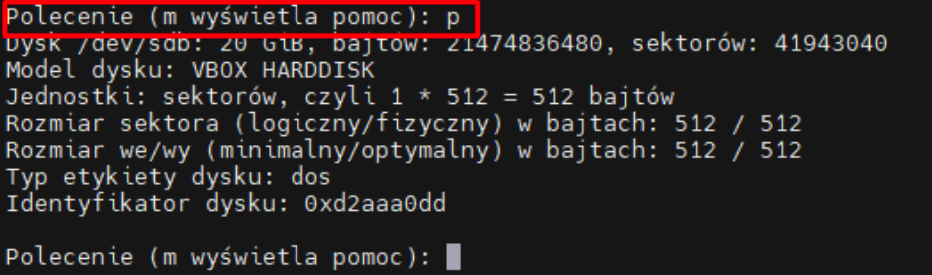 Polecenie (m wyświetla pomoc): p
Dysk /dev/sdb: 20 GiB, bajtów: 21474836480, sektorów: 41943040
Model dysku: VBOX HARDDISK
Jednostki: sektorów, czyli 1 * 512 = 512 bajtów
Rozmiar sektora (logiczny/fizyczny) w bajtach: 512 / 512
Rozmiar we/wy (minimalny/optymalny) w bajtach: 512 / 512
Typ etykiety dysku: dos
Identyfikator dysku: 0xd2aaa0dd
Polecenie (m wyświetla pomoc):